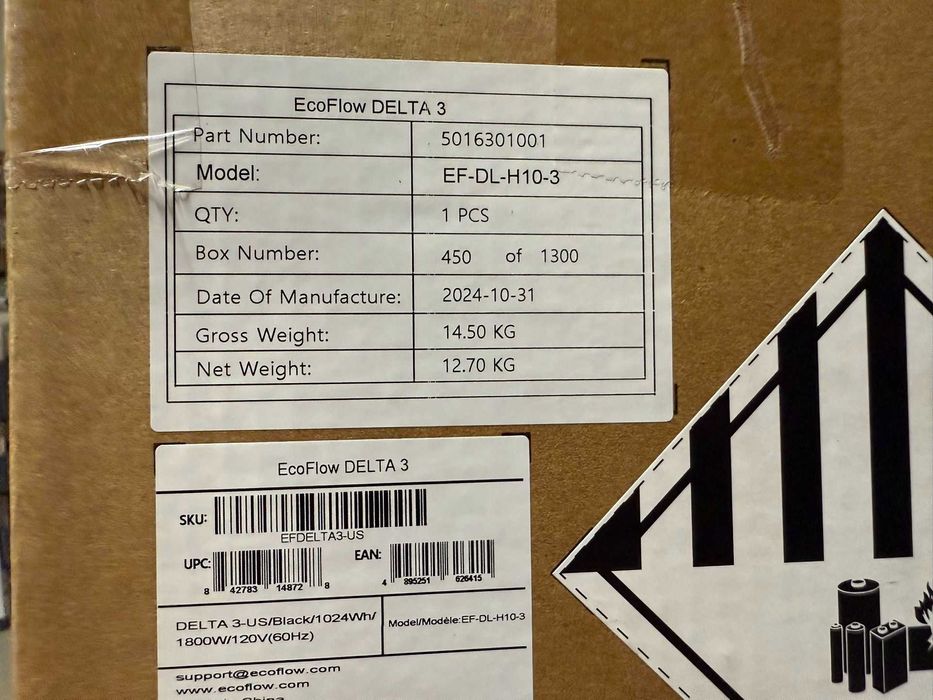 EcoFlow DELTA 3
Part Number: 5016301001
Model: EF-DL-H10-3
QTY: 1 PCS
Box Number: 450 of 1300
Date Of Manufacture: 2024-10-31
Gross Weight: 14.50 KG
Net Weight: 12.70 KG
EcoFlow DELTA 3
SKU:
EFDELTA3-US
UPC: EAN:
8 42783 14872 8 4 895251 626415
DELTA 3-US/Black/1024Wh/
1800W/120V(60Hz)
Model/Modèle:EF-DL-H10-3
support@ecoflow.com
www.ecoflow.com
China